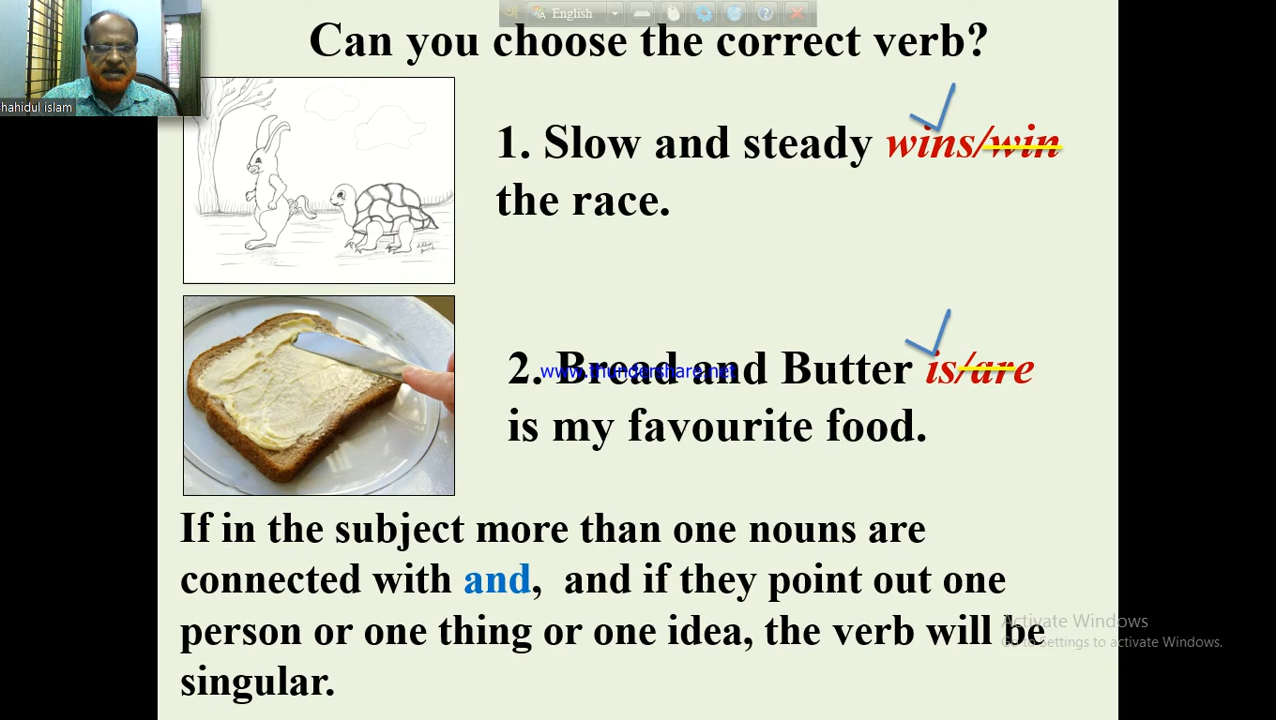 English
Can you choose the correct verb?
hahidul islam
1. Slow and steady wins/win
the race.
2. Bread and Butter is/are
www.thundershare.net
is my favourite food.
If in the subject more than one nouns are
connected with and, and if they point out one
person or one thing or one idea, the verb will be
singular.
Activate Windows
Go to Settings to activate Windows.